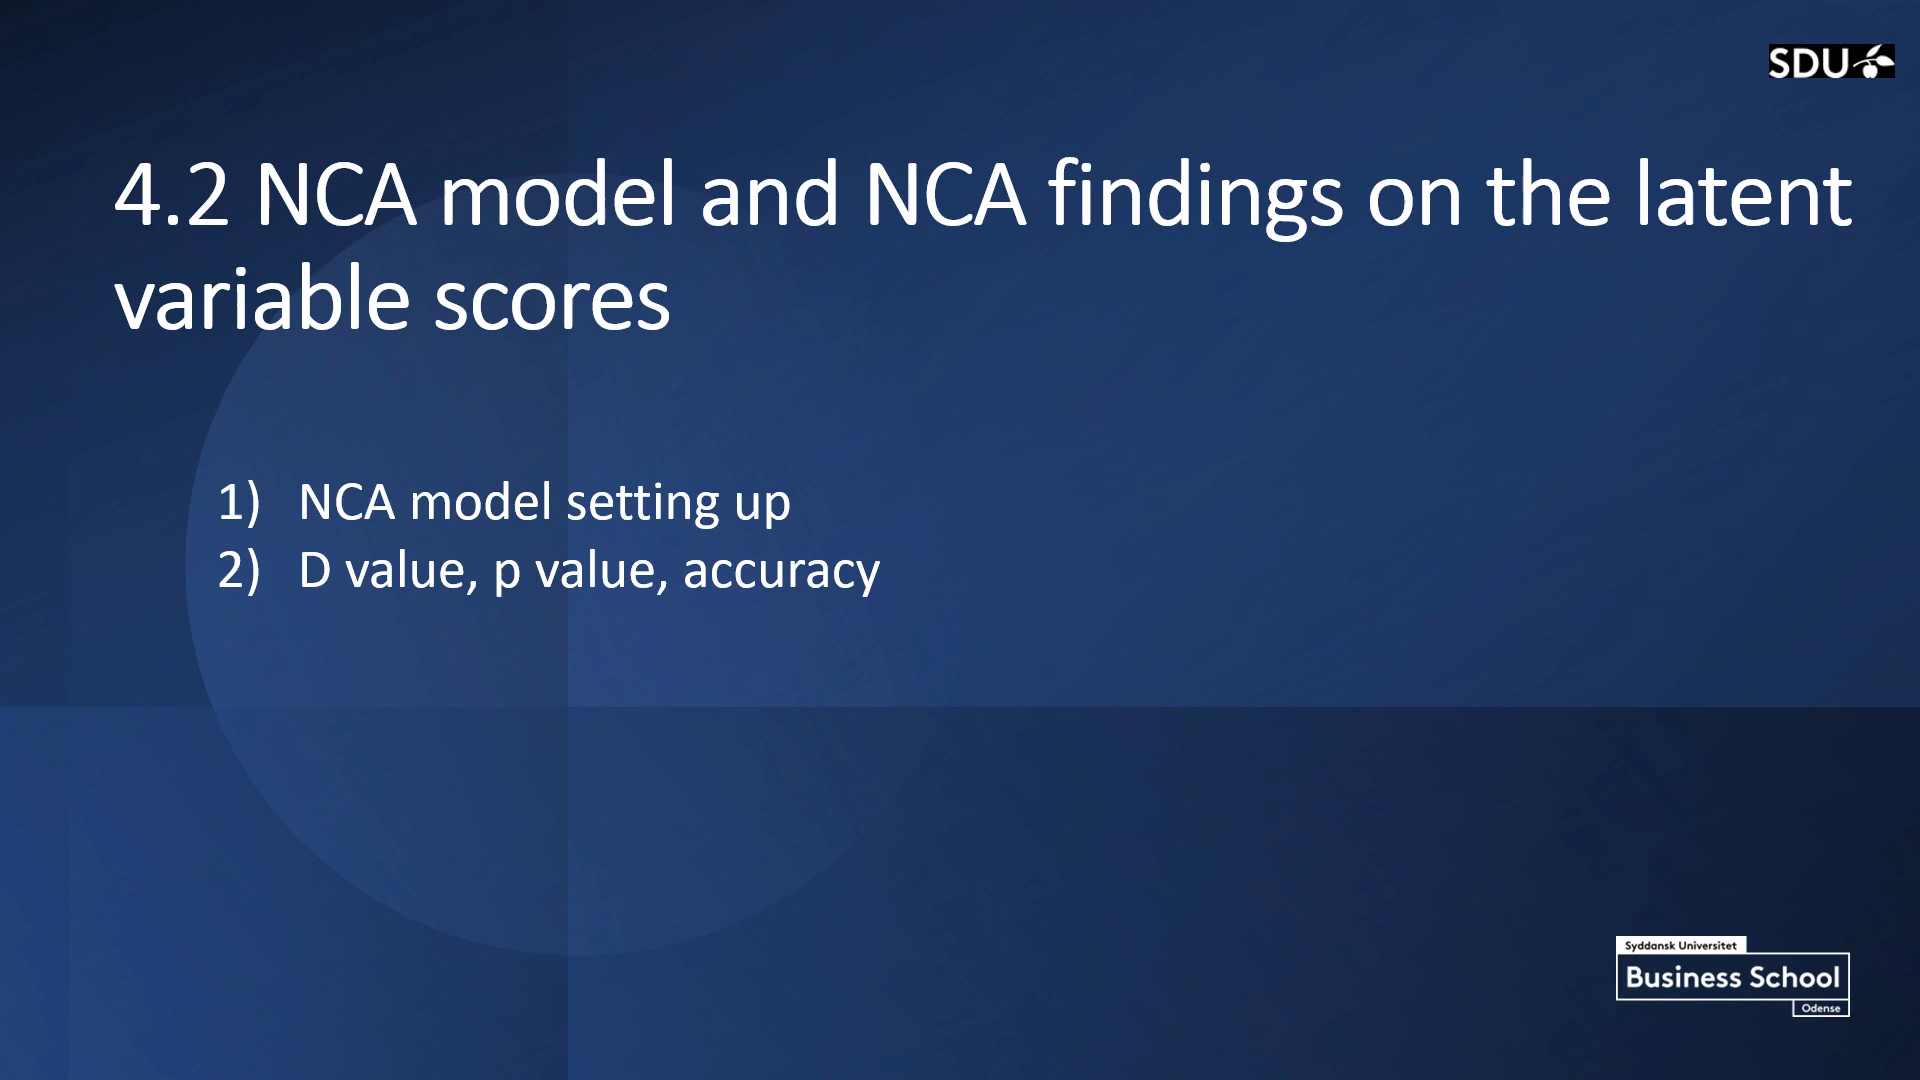 SDU
4.2 NCA model and NCA findings on the latent
variable scores
1) NCA model setting up
2) D value, p value, accuracy
Syddansk Universitet
Business School
Odense